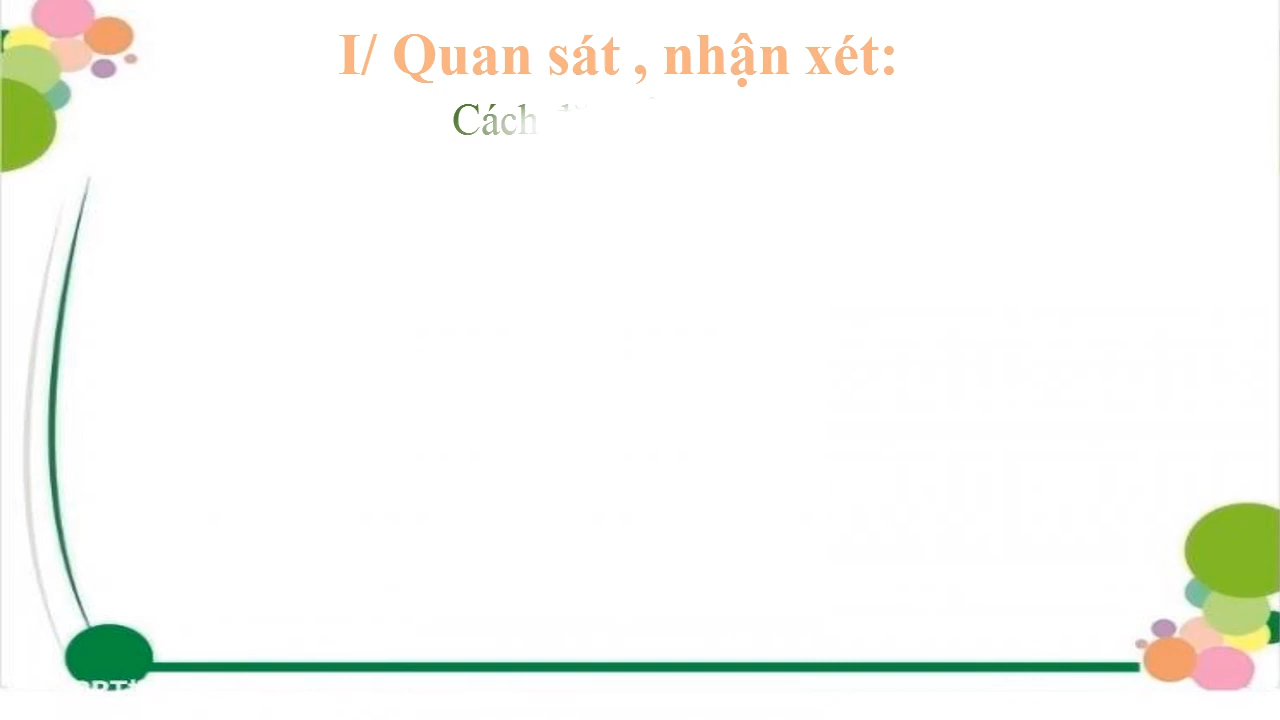 I/ Quan sát , nhận xét:
Cách